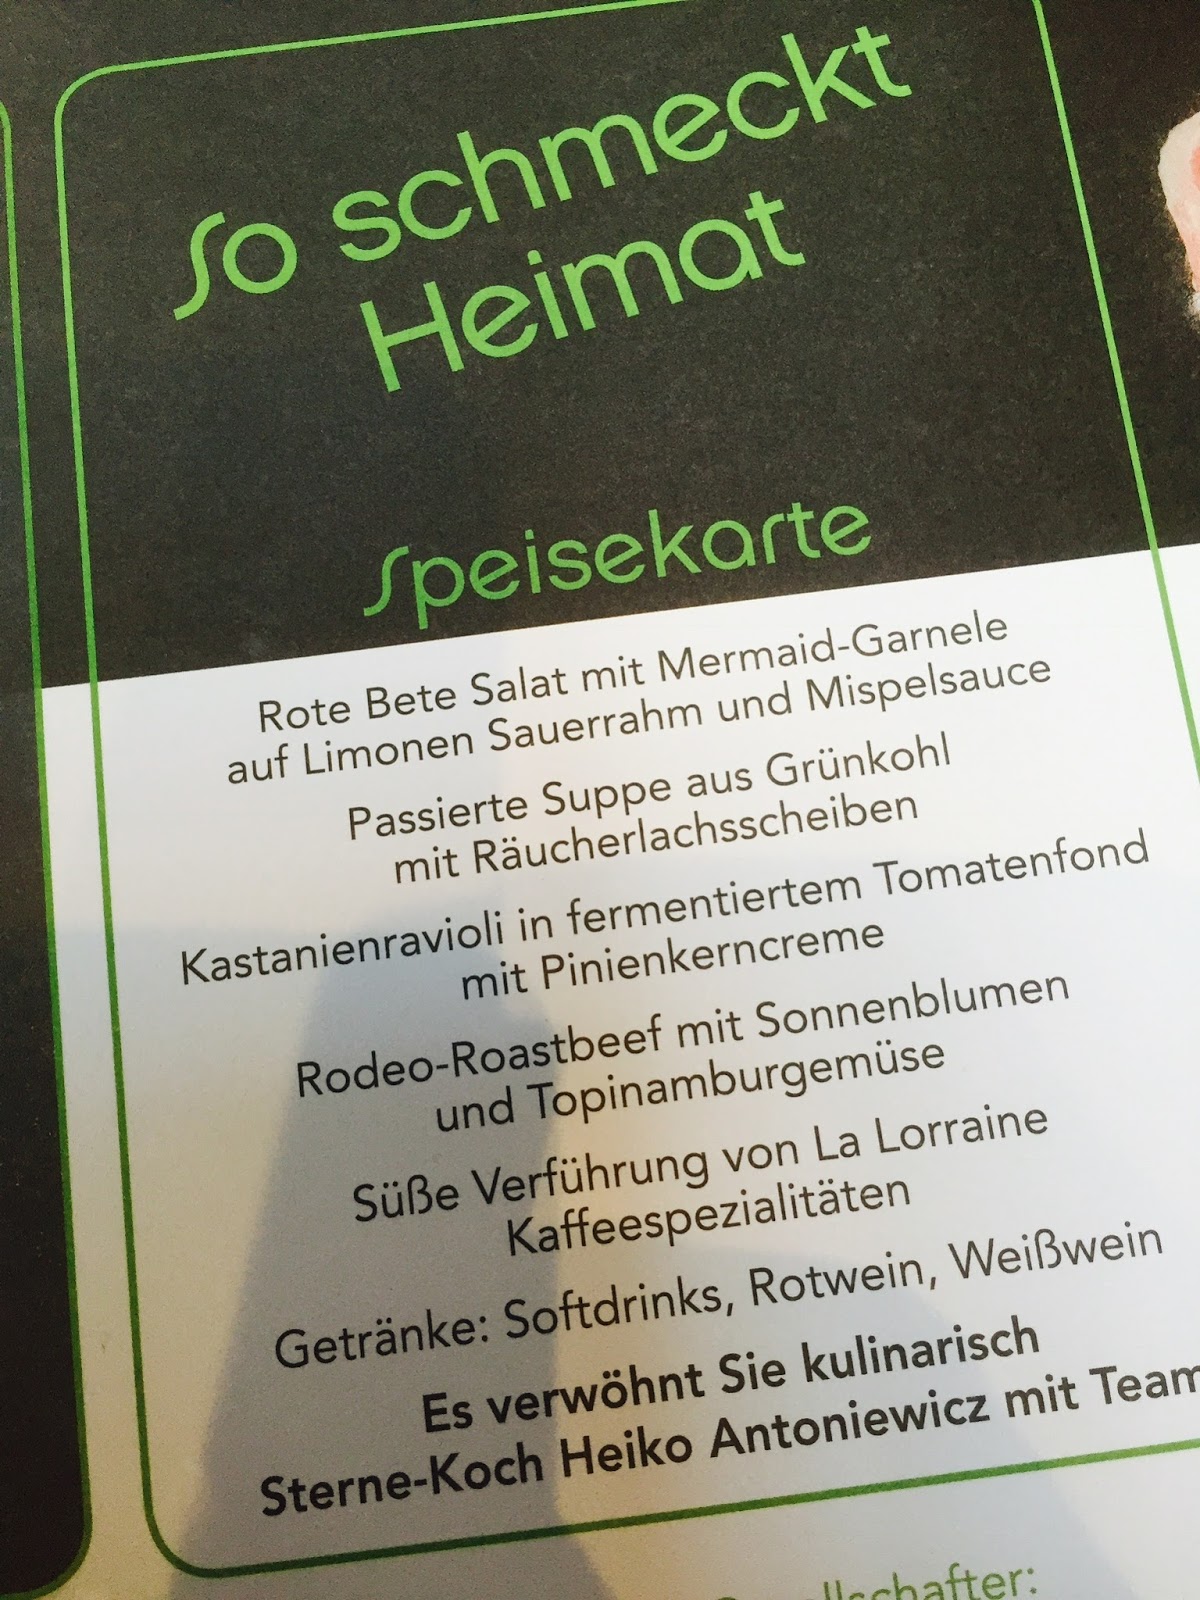 So schmeckt
Heimat
Speisekarte
Rote Bete Salat mit Mermaid-Garnele
auf Limonen Sauerrahm und Mispelsauce
Passierte Suppe aus Grünkohl
mit Räucherlachsscheiben
Kastanienravioli in fermentiertem Tomatenfond
mit Pinienkerncreme
Rodeo-Roastbeef mit Sonnenblumen
und Topinamburgemüse
Süße Verführung von La Lorraine
Kaffeespezialitäten
Getränke: Softdrinks, Rotwein, Weißwein
Es verwöhnt Sie kulinarisch
Sterne-Koch Heiko Antoniewicz mit Team